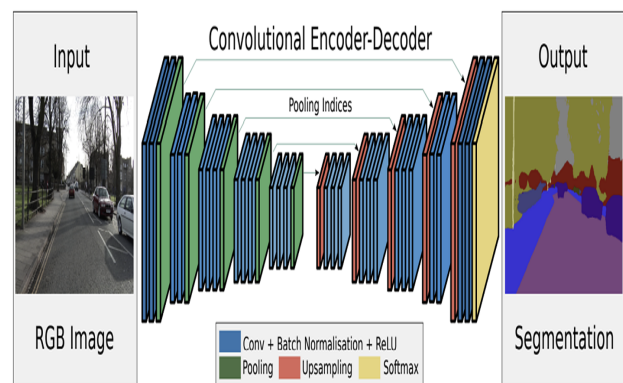 Input
Convolutional Encoder-Decoder
Output
Pooling Indices
RGB Image
Segmentation
Conv + Batch Normalisation + ReLU
Pooling Upsampling Softmax